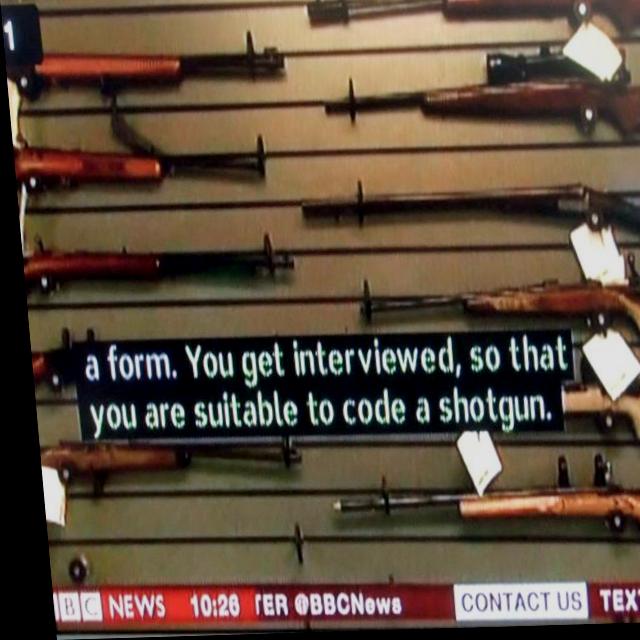 1
a form. You get interviewed, so that
you are suitable to code a shotgun.
BBC NEWS 10:26 TER @BBCNews CONTACT US TEXT